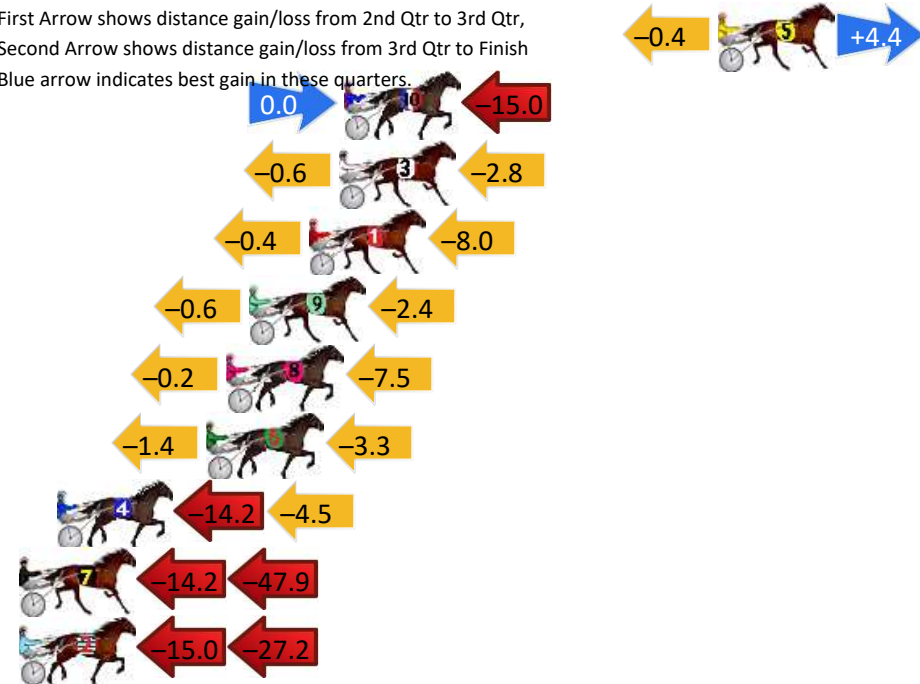 First Arrow shows distance gain/loss from 2nd Qtr to 3rd Qtr,
Second Arrow shows distance gain/loss from 3rd Qtr to Finish
Blue arrow indicates best gain in these quarters.
–0.4 5 +4.4
0.0 –15.0
–0.6 3 –2.8
–0.4 1 –8.0
–0.6 9 –2.4
–0.2 8 –7.5
–1.4 –3.3
4 –14.2 –4.5
7 –14.2 –47.9
2 –15.0 –27.2